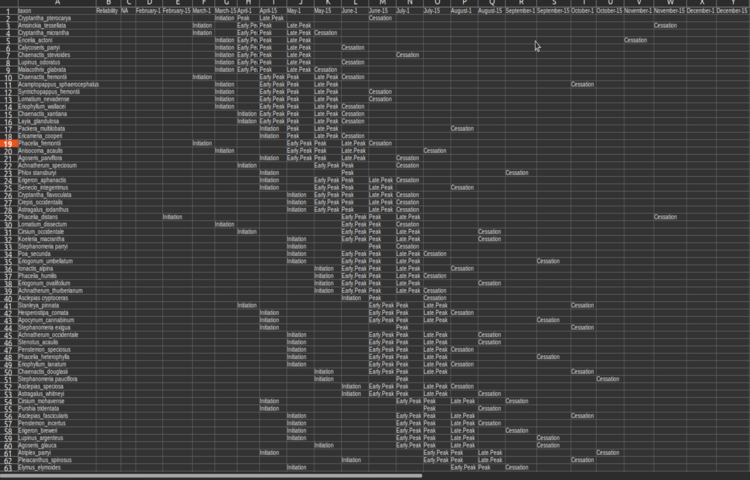 A B C D E F G H I J K L M N O P Q R S T U V W X Y
1 taxon Reliability NA February-1 February-15 March-1 March-15 April-1 April-15 May-1 May-15 June-1 June-15 July-1 July-15 August-1 August-15 September-1 September-15 October-1 October-15 November-1 November-15 December-1 December-15
2 Cryptantha_pterocarya Initiation Peak Late.Peak Cessation
3 Amsinckia_tessellata Initiation Early.Pe Peak Late.Peak Cessation
4 Cryptantha_micrantha Initiation Early.Pe Peak Late.Peak Cessation
5 Encelia_actoni Initiation Early.Pe Peak Late.Peak Cessation
6 Calycoseris_parryi Initiation Early.Pe Peak Late.Peak Cessation
7 Chaenactis_stevioides Initiation Early.Pe Peak Late.Peak Cessation
8 Lupinus_odoratus Initiation Early.Pe Peak Late.Peak Cessation
9 Malacothrix_glabrata Initiation Early.Pe Peak Late.Peak Cessation
10 Chaenactis_fremontii Initiation Early.Peak Peak Late.Peak Cessation
11 Acamptopappus_sphaerocephalus Initiation Early.Peak Peak Late.Peak Cessation
12 Syntrichopappus_fremontii Initiation Early.Peak Peak Late.Peak Cessation
13 Lomatium_nevadense Initiation Early.Peak Peak Late.Peak Cessation
14 Eriophyllum_wallacei Initiation Early.Peak Peak Late.Peak Cessation
15 Chaenactis_xantiana Initiation Early.Peak Peak Late.Peak Cessation
16 Layia_glandulosa Initiation Early.Peak Peak Late.Peak Cessation
17 Packera_multilobata Initiation Peak Late.Peak Cessation
18 Ericameria_cooperi Initiation Peak Late.Peak Cessation
19 Phacelia_fremontii Initiation Early.Peak Peak Late.Peak Cessation
20 Anisocoma_acaulis Initiation Early.Peak Peak Late.Peak Cessation
21 Agoseris_parviflora Initiation Early.Peak Peak Late.Peak Cessation
22 Achnatherum_speciosum Initiation Early.Peak Peak Cessation
23 Phlox stansburyi Initiation Peak Cessation
24 Erigeron_aphanactis Initiation Early.Peak Peak Late.Peak Cessation
25 Senecio_integerrimus Initiation Early.Peak Peak Late.Peak Cessation
26 Cryptantha_flavoculata Initiation Early.Peak Peak Late.Peak Cessation
27 Crepis_occidentalis Initiation Early.Peak Peak Late.Peak Cessation
28 Astragalus_iodanthus Initiation Early.Peak Peak Late.Peak Cessation
29 Phacelia_distans Initiation Early.Peak Peak Late.Peak Cessation
30 Lomatium_dissectum Initiation Early.Peak Peak Cessation
31 Cirsium_occidentale Initiation Early.Peak Peak Late.Peak Cessation
32 Koeleria_macrantha Initiation Early.Peak Peak Late.Peak Cessation
33 Stephanomeria parryi Initiation Peak Cessation
34 Poa_secunda Initiation Early.Peak Peak Late.Peak Cessation
35 Eriogonum_umbellatum Initiation Early.Peak Peak Late.Peak Cessation
36 Ionactis_alpina Initiation Early.Peak Peak Late.Peak Cessation
37 Phacelia_humilis Initiation Early.Peak Peak Late.Peak Cessation
38 Eriogonum_ovalifolium Initiation Early.Peak Peak Late.Peak Cessation
39 Achnatherum_thurberianum Initiation Early.Peak Peak Late.Peak Cessation
40 Asclepias cryptoceras Initiation Peak Cessation
41 Stanleya_pinnata Initiation Early.Peak Peak Late.Peak Cessation
42 Hesperostipa_comata Initiation Early.Peak Peak Late.Peak Cessation
43 Apocynum_cannabinum Initiation Early.Peak Peak Late.Peak Cessation
44 Stephanomeria exigua Initiation Peak Cessation
45 Achnatherum_occidentale Initiation Early.Peak Peak Late.Peak Cessation
46 Stenotus_acaulis Initiation Early.Peak Peak Late.Peak Cessation
47 Penstemon_speciosus Initiation Early.Peak Peak Late.Peak Cessation
48 Phacelia_heterophylla Initiation Early.Peak Peak Late.Peak Cessation
49 Eriophyllum_lanatum Initiation Early.Peak Peak Late.Peak Cessation
50 Chaenactis_douglasii Initiation Early.Peak Peak Late.Peak Cessation
51 Stephanomeria pauciflora Initiation Peak Cessation
52 Asclepias_speciosa Initiation Early.Peak Peak Late.Peak Cessation
53 Astragalus_whitneyi Initiation Early.Peak Peak Late.Peak Cessation
54 Cirsium_mohavense Initiation Early.Peak Peak Late.Peak Cessation
55 Purshia tridentata Initiation Peak Cessation
56 Asclepias_fascicularis Initiation Early.Peak Peak Late.Peak Cessation
57 Penstemon_incertus Initiation Early.Peak Peak Late.Peak Cessation
58 Erigeron_breweri Initiation Early.Peak Peak Late.Peak Cessation
59 Lupinus_argenteus Initiation Early.Peak Peak Late.Peak Cessation
60 Agoseris_glauca Initiation Early.Peak Peak Late.Peak Cessation
61 Atriplex_parryi Initiation Early.Peak Peak Late.Peak Cessation
62 Pleacanthus_spinosus Initiation Early.Peak Peak Late.Peak Cessation
63 Elymus_elymoides Initiation Early.Peak Peak Cessation